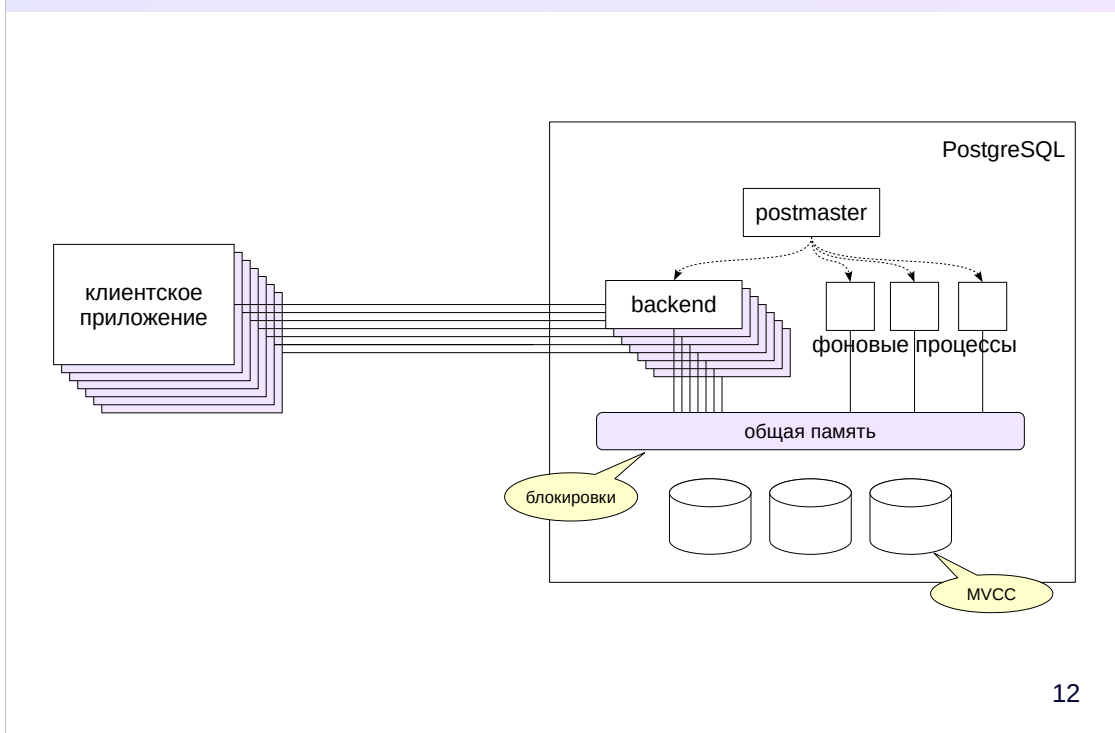 PostgreSQL
postmaster
клиентское
приложение
backend
фоновые процессы
общая память
блокировки
MVCC
12